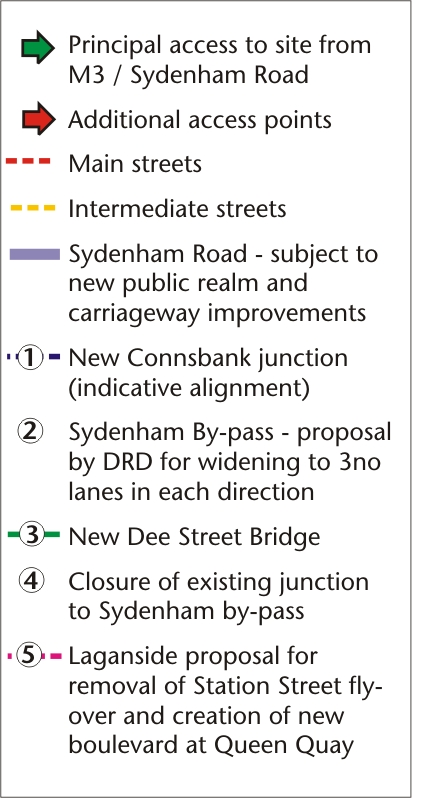 Principal access to site from
M3 / Sydenham Road
Additional access points
Main streets
Intermediate streets
Sydenham Road - subject to
new public realm and
carriageway improvements
1 New Connsbank junction
(indicative alignment)
2 Sydenham By-pass - proposal
by DRD for widening to 3no
lanes in each direction
3 New Dee Street Bridge
4 Closure of existing junction
to Sydenham by-pass
5 Laganside proposal for
removal of Station Street fly-
over and creation of new
boulevard at Queen Quay